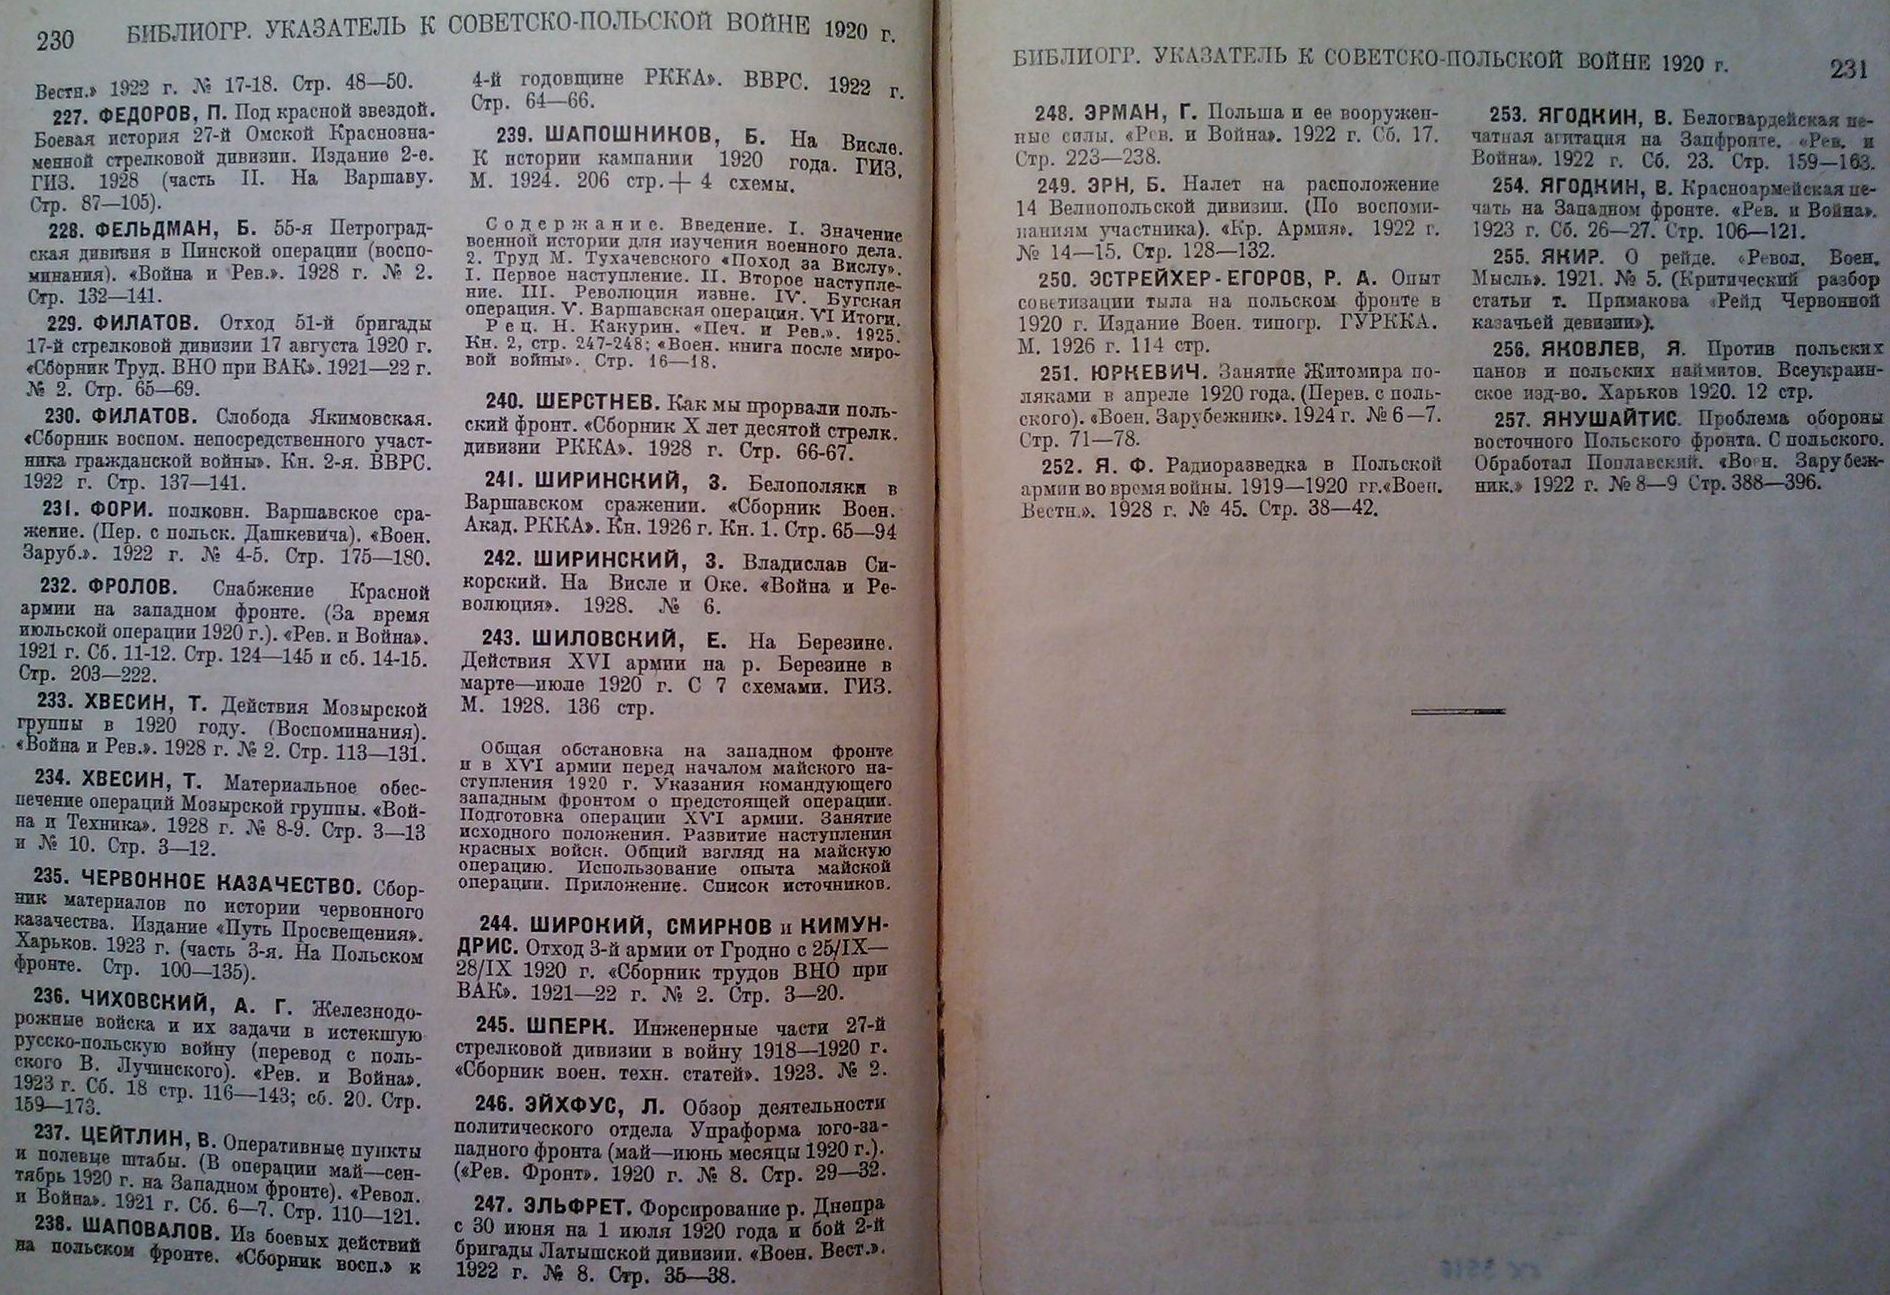 230 БИБЛИОГР. УКАЗАТЕЛЬ К СОВЕТСКО-ПОЛЬСКОЙ ВОЙНЕ 1920 г.
Вестн.» 1922 г. № 17-18. Стр. 48—50.
227. ФЕДОРОВ, П. Под красной звездой.
Боевая история 27-й Омской Краснозна-
менной стрелковой дивизии. Издание 2-е.
ГИЗ. 1928 (часть II. На Варшаву.
Стр. 87—105).
228. ФЕЛЬДМАН, Б. 55-я Петроград-
ская дивизия в Пинской операции (воспо-
минания). «Война и Рев.». 1928 г. № 2.
Стр. 132—141.
229. ФИЛАТОВ. Отход 51-й бригады
17-й стрелковой дивизии 17 августа 1920 г.
«Сборник Труд. ВНО при ВАК». 1921—22 г.
№ 2. Стр. 65—69.
230. ФИЛАТОВ. Слобода Якимовская.
«Сборник воспом. непосредственного участ-
ника гражданской войны». Кн. 2-я. ВВРС.
1922 г. Стр. 137—141.
231. ФОРИ. полковн. Варшавское сра-
жение. (Пер. с польск. Дашкевича). «Воен.
Заруб.». 1922 г. № 4-5. Стр. 175—180.
232. ФРОЛОВ. Снабжение Красной
армии на западном фронте. (За время
июльской операции 1920 г.). «Рев. и Война».
1921 г. Сб. 11-12. Стр. 124—145 и сб. 14-15.
Стр. 203—222.
233. ХВЕСИН, Т. Действия Мозырской
группы в 1920 году. (Воспоминания).
«Война и Рев.». 1928 г. № 2. Стр. 113—131.
234. ХВЕСИН, Т. Материальное обес-
печение операций Мозырской группы. «Вой-
на и Техника». 1928 г. № 8-9. Стр. 3—13
и № 10. Стр. 3—12.
235. ЧЕРВОННОЕ КАЗАЧЕСТВО. Сбор-
ник материалов по истории червонного
казачества. Издание «Путь Просвещения».
Харьков. 1923 г. (часть 3-я. На Польском
фронте. Стр. 100—135).
236. ЧИХОВСКИЙ, А. Г. Железнодо-
рожные войска и их задачи в истекшую
русско-польскую войну (перевод с поль-
ского В. Лучинского). «Рев. и Война».
1923 г. Сб. 18 стр. 116—143; сб. 20. Стр.
159—173.
237. ЦЕЙТЛИН, В. Оперативные пункты
и полевые штабы. (В операции май—сен-
тябрь 1920 г. на Западном фронте). «Револ.
и Война». 1921 г. Сб. 6—7. Стр. 110—121.
238. ШАПОВАЛОВ. Из боевых действий
на польском фронте. «Сборник восп.» к
4-й годовщине РККА». ВВРС. 1922 г.
Стр. 64—66.
239. ШАПОШНИКОВ, Б. На Висле.
К истории кампании 1920 года. ГИЗ.
М. 1924. 206 стр.+ 4 схемы.
Содержание. Введение. I. Значение
военной истории для изучения военного дела.
2. Труд М. Тухачевского «Поход за Вислу».
I. Первое наступление. II. Второе наступле-
ние. III. Революция извне. IV. Бугская
операция. V. Варшавская операция. VI Итоги.
Рец. Н. Какурин. «Печ. и Рев.». 1925.
Кн. 2, стр. 247-248; «Воен. книга после миро-
вой войны». Стр. 16—18.
240. ШЕРСТНЕВ. Как мы прорвали поль-
ский фронт. «Сборник X лет десятой стрелк.
дивизии РККА». 1928 г. Стр. 66-67.
241. ШИРИНСКИЙ, З. Белополяки в
Варшавском сражении. «Сборник Воен.
Акад. РККА». Кн. 1926 г. Кн. 1. Стр. 65—94
242. ШИРИНСКИЙ, З. Владислав Си-
корский. На Висле и Оке. «Война и Ре-
волюция». 1928. № 6.
243. ШИЛОВСКИЙ, Е. На Березине.
Действия XVI армии на р. Березине в
марте—июле 1920 г. С 7 схемами. ГИЗ.
М. 1928. 136 стр.
Общая обстановка на западном фронте
и в XVI армии перед началом майского на-
ступления 1920 г. Указания командующего
западным фронтом о предстоящей операции.
Подготовка операции XVI армии. Занятие
исходного положения. Развитие наступления
красных войск. Общий взгляд на майскую
операцию. Использование опыта майской
операции. Приложение. Список источников.
244. ШИРОКИЙ, СМИРНОВ и КИМУН-
ДРИС. Отход 3-й армии от Гродно с 25/IX—
28/IX 1920 г. «Сборник трудов ВНО при
ВАК». 1921—22 г. № 2. Стр. 3—20.
245. ШПЕРК. Инженерные части 27-й
стрелковой дивизии в войну 1918—1920 г.
«Сборник воен. техн. статей». 1923. № 2.
246. ЭЙХФУС, Л. Обзор деятельности
политического отдела Упраформа юго-за-
падного фронта (май—июнь месяцы 1920 г.).
(«Рев. Фронт». 1920 г. № 8. Стр. 29—32.
247. ЭЛЬФРЕТ. Форсирование р. Днепра
с 30 июня на 1 июля 1920 года и бой 2-й
бригады Латышской дивизии. «Воен. Вест.».
1922 г. № 8. Стр. 35—38.
БИБЛИОГР. УКАЗАТЕЛЬ К СОВЕТСКО-ПОЛЬСКОЙ ВОЙНЕ 1920 г. 231
248. ЭРМАН, Г. Польша и ее вооружен-
ные силы. «Рев. и Война». 1922 г. Сб. 17.
Стр. 223—238.
249. ЭРН, Б. Налет на расположение
14 Велиопольской дивизии. (По воспоми-
наниям участника). «Кр. Армия». 1922 г.
№ 14—15. Стр. 128—132.
250. ЭСТРЕЙХЕР-ЕГОРОВ, Р. А. Опыт
советизации тыла на польском фронте в
1920 г. Издание Воен. типогр. ГУРККА.
М. 1926 г. 114 стр.
251. ЮРКЕВИЧ. Занятие Житомира по-
ляками в апреле 1920 года. (Перев. с поль-
ского). «Воен. Зарубежник». 1924 г. № 6—7.
Стр. 71—78.
252. Я. Ф. Радиоразведка в Польской
армии во время войны. 1919—1920 гг. «Воен.
Вестн.». 1928 г. № 45. Стр. 38—42.
253. ЯГОДКИН, В. Белогвардейская пе-
чатная агитация на Запфронте. «Рев. и
Война». 1922 г. Сб. 23. Стр. 159—163.
254. ЯГОДКИН, В. Красноармейская пе-
чать на Западном фронте. «Рев. и Война».
1923 г. Сб. 26—27. Стр. 106—121.
255. ЯКИР. О рейде. «Револ. Воен.
Мысль». 1921. № 5. (Критический разбор
статьи т. Примакова «Рейд Червонной
казачьей девизии»).
256. ЯКОВЛЕВ, Я. Против польских
панов и польских наймитов. Всеукраин-
ское изд-во. Харьков 1920. 12 стр.
257. ЯНУШАЙТИС. Проблема обороны
восточного Польского фронта. С польского.
Обработал Поплавский. «Воен. Зарубеж-
ник.» 1922 г. № 8—9 Стр. 388—396.